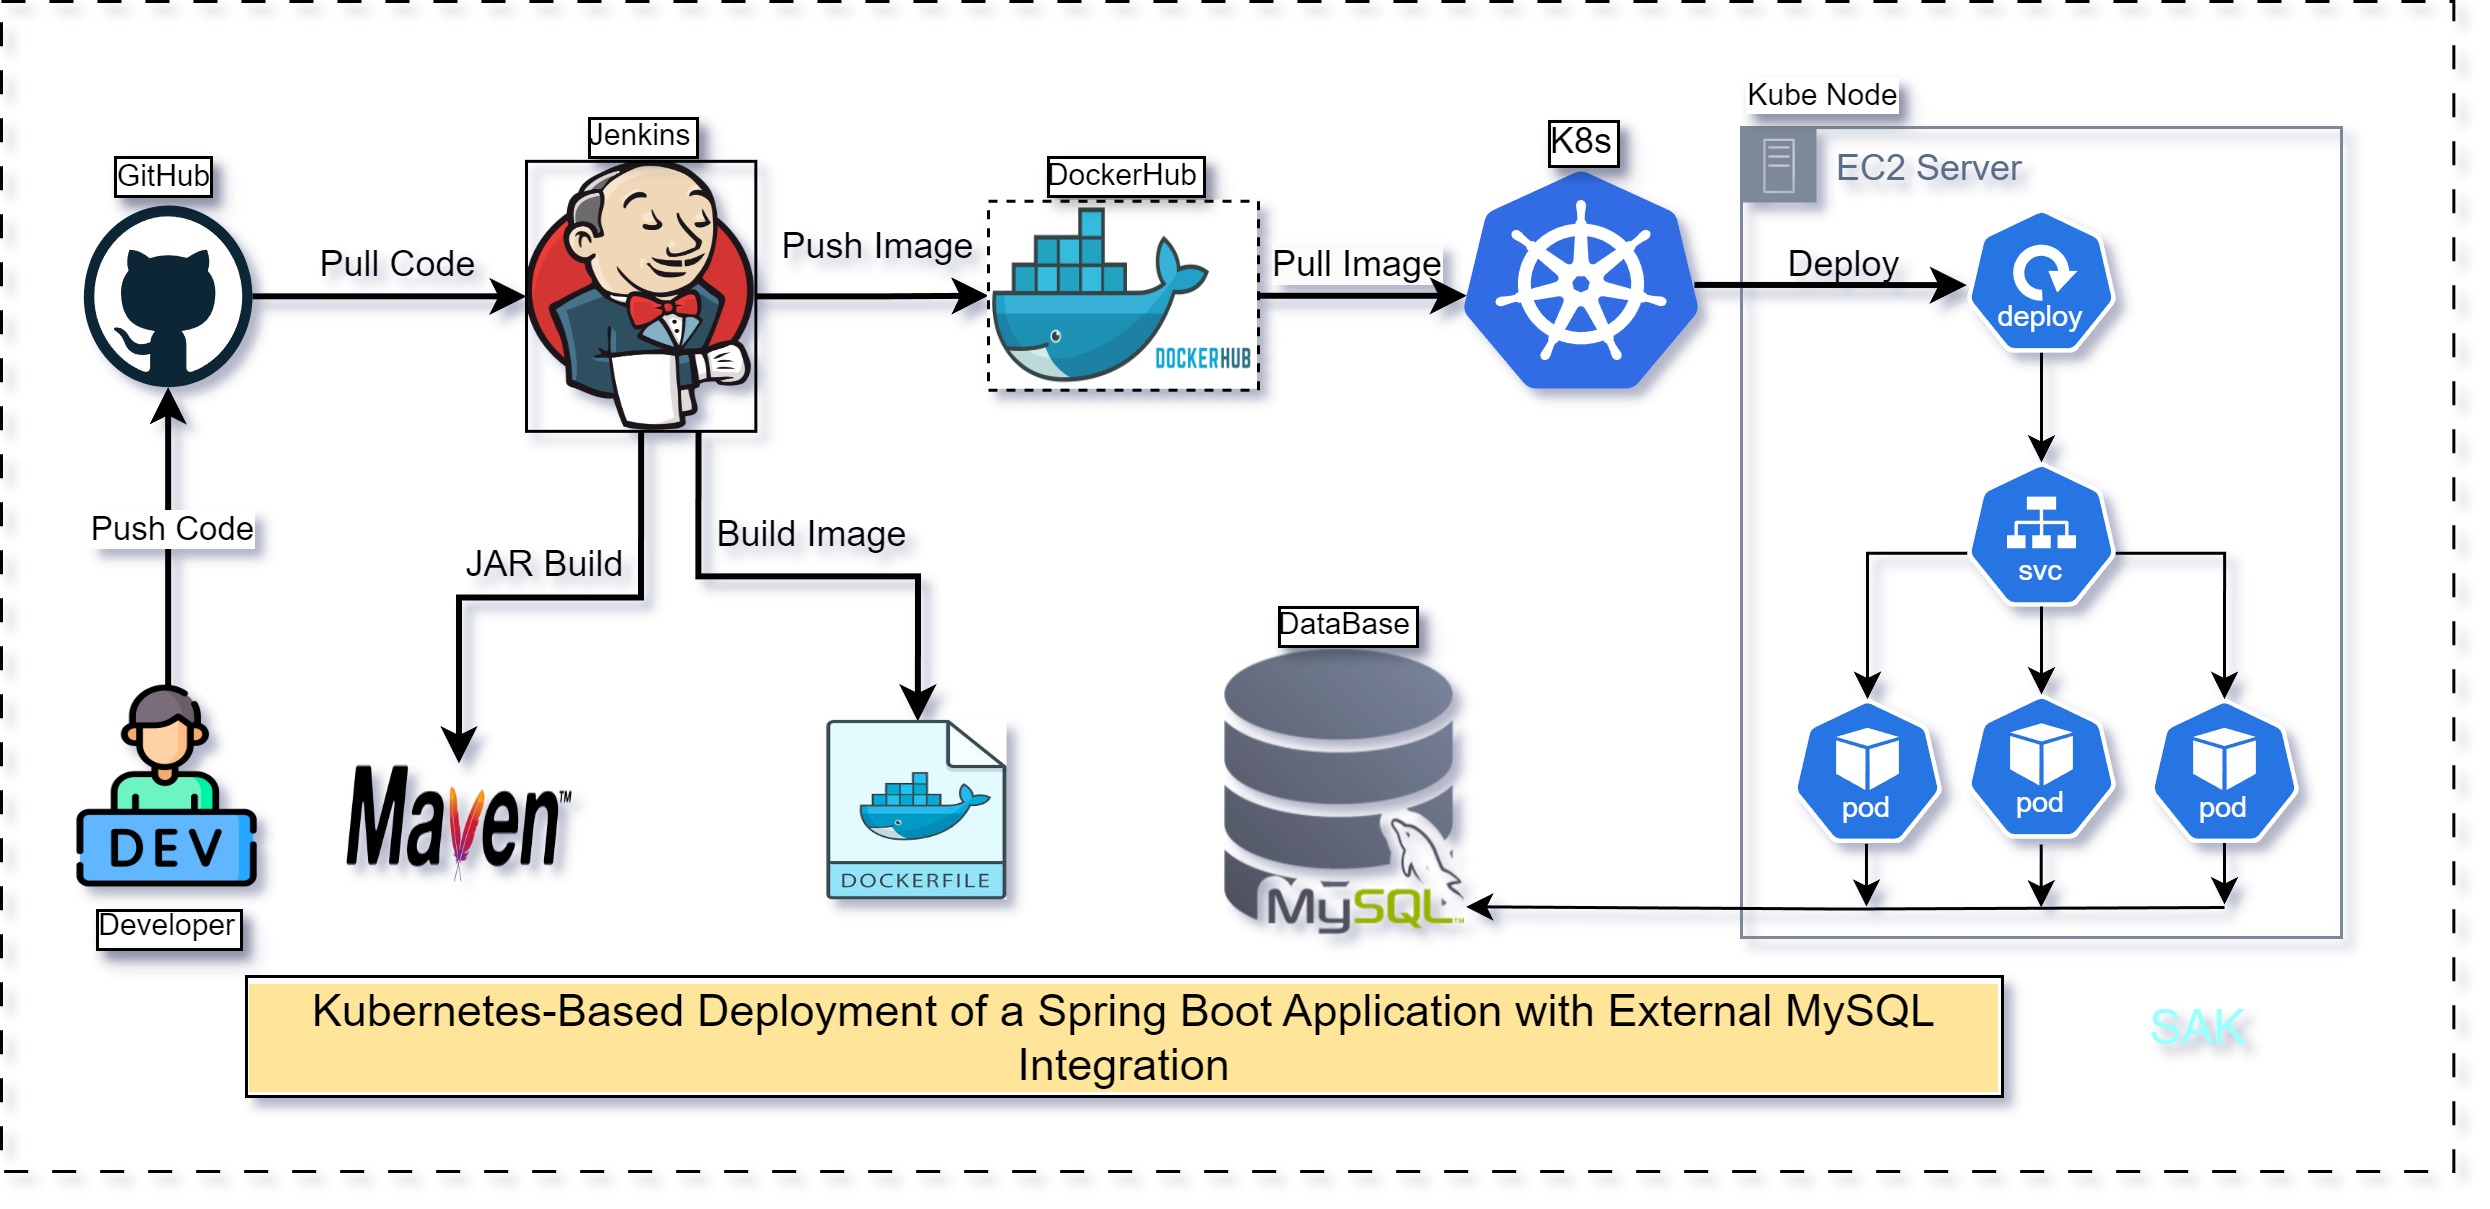 Kube Node
Jenkins
K8s
GitHub
DockerHub
EC2 Server
Pull Code
Push Image
Pull Image
Deploy
deploy
DOCKERHUB
Push Code
JAR Build
Build Image
svc
DataBase
pod
pod
pod
Maven™
DEV
DOCKERFILE
MySQL™
Developer
Kubernetes-Based Deployment of a Spring Boot Application with External MySQL
Integration
SAK